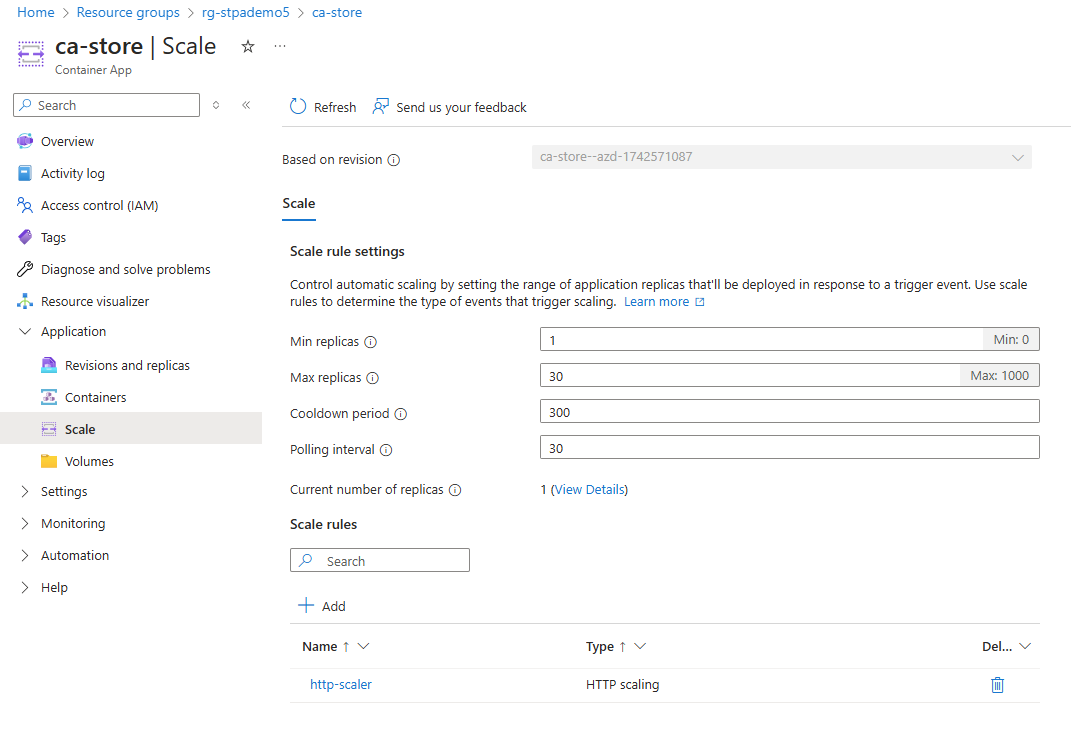 Home > Resource groups > rg-stpademo5 > ca-store
ca-store | Scale
Container App
Search
Overview
Activity log
Access control (IAM)
Tags
Diagnose and solve problems
Resource visualizer
Application
Revisions and replicas
Containers
Scale
Volumes
Settings
Monitoring
Automation
Help
Refresh Send us your feedback
Based on revision ca-store--azd-1742571087
Scale
Scale rule settings
Control automatic scaling by setting the range of application replicas that'll be deployed in response to a trigger event. Use scale
rules to determine the type of events that trigger scaling. Learn more
Min replicas 1 Min: 0
Max replicas 30 Max: 1000
Cooldown period 300
Polling interval 30
Current number of replicas 1 (View Details)
Scale rules
Search
Add
Name ↑ Type ↑ Del...
http-scaler HTTP scaling